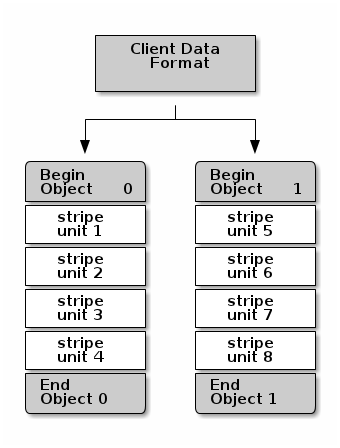 Client Data
Format
Begin
Object 0
stripe
unit 1
stripe
unit 2
stripe
unit 3
stripe
unit 4
End
Object 0
Begin
Object 1
stripe
unit 5
stripe
unit 6
stripe
unit 7
stripe
unit 8
End
Object 1